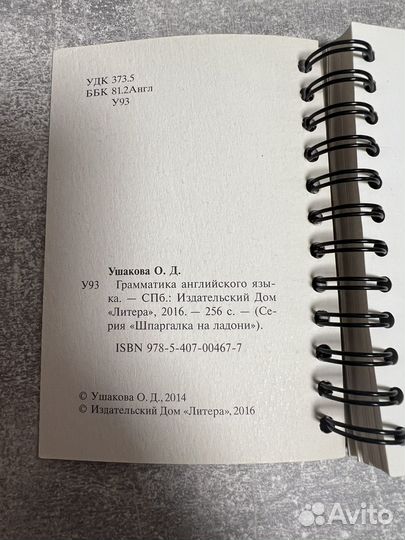 УДК 373.5
ББК 81.2Англ
У93
Ушакова О. Д.
У93 Грамматика английского язы-
ка. — СПб.: Издательский Дом
«Литера», 2016. — 256 с. — (Се-
рия «Шпаргалка на ладони»).
ISBN 978-5-407-00467-7
© Ушакова О. Д., 2014
© Издательский Дом «Литера», 2016
Avito